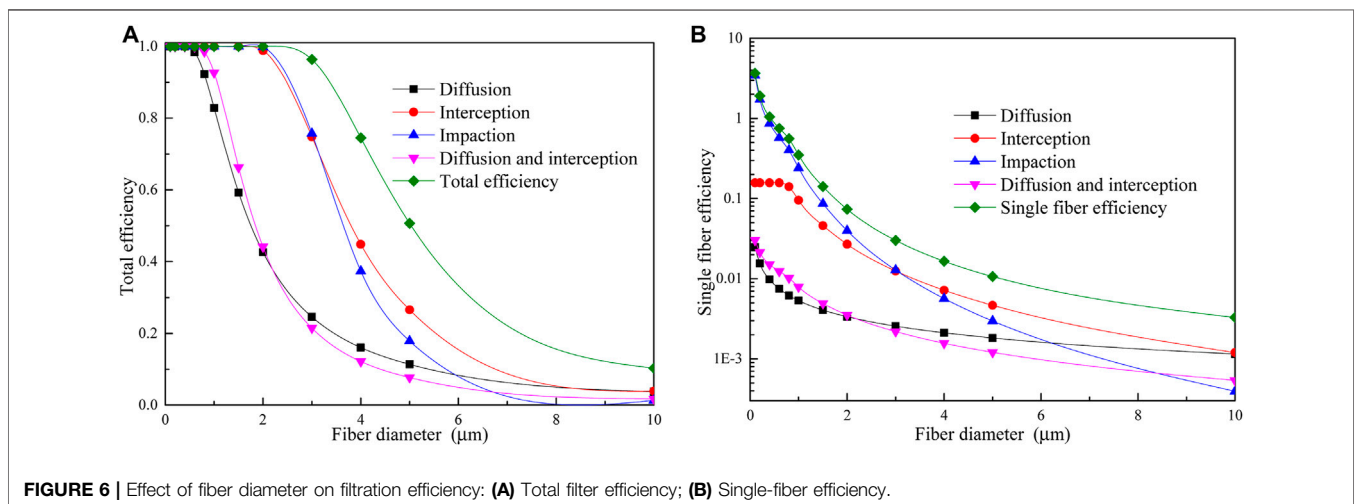 A
1.0
0.8
0.6
0.4
0.2
0.0
Total efficiency
Diffusion
Interception
Impaction
Diffusion and interception
Total efficiency
0 2 4 6 8 10
Fiber diameter (μm)
B
10
1
0.1
0.01
1E-3
Single fiber efficiency
Diffusion
Interception
Impaction
Diffusion and interception
Single fiber efficiency
0 2 4 6 8 10
Fiber diameter (μm)
FIGURE 6 | Effect of fiber diameter on filtration efficiency: (A) Total filter efficiency; (B) Single-fiber efficiency.